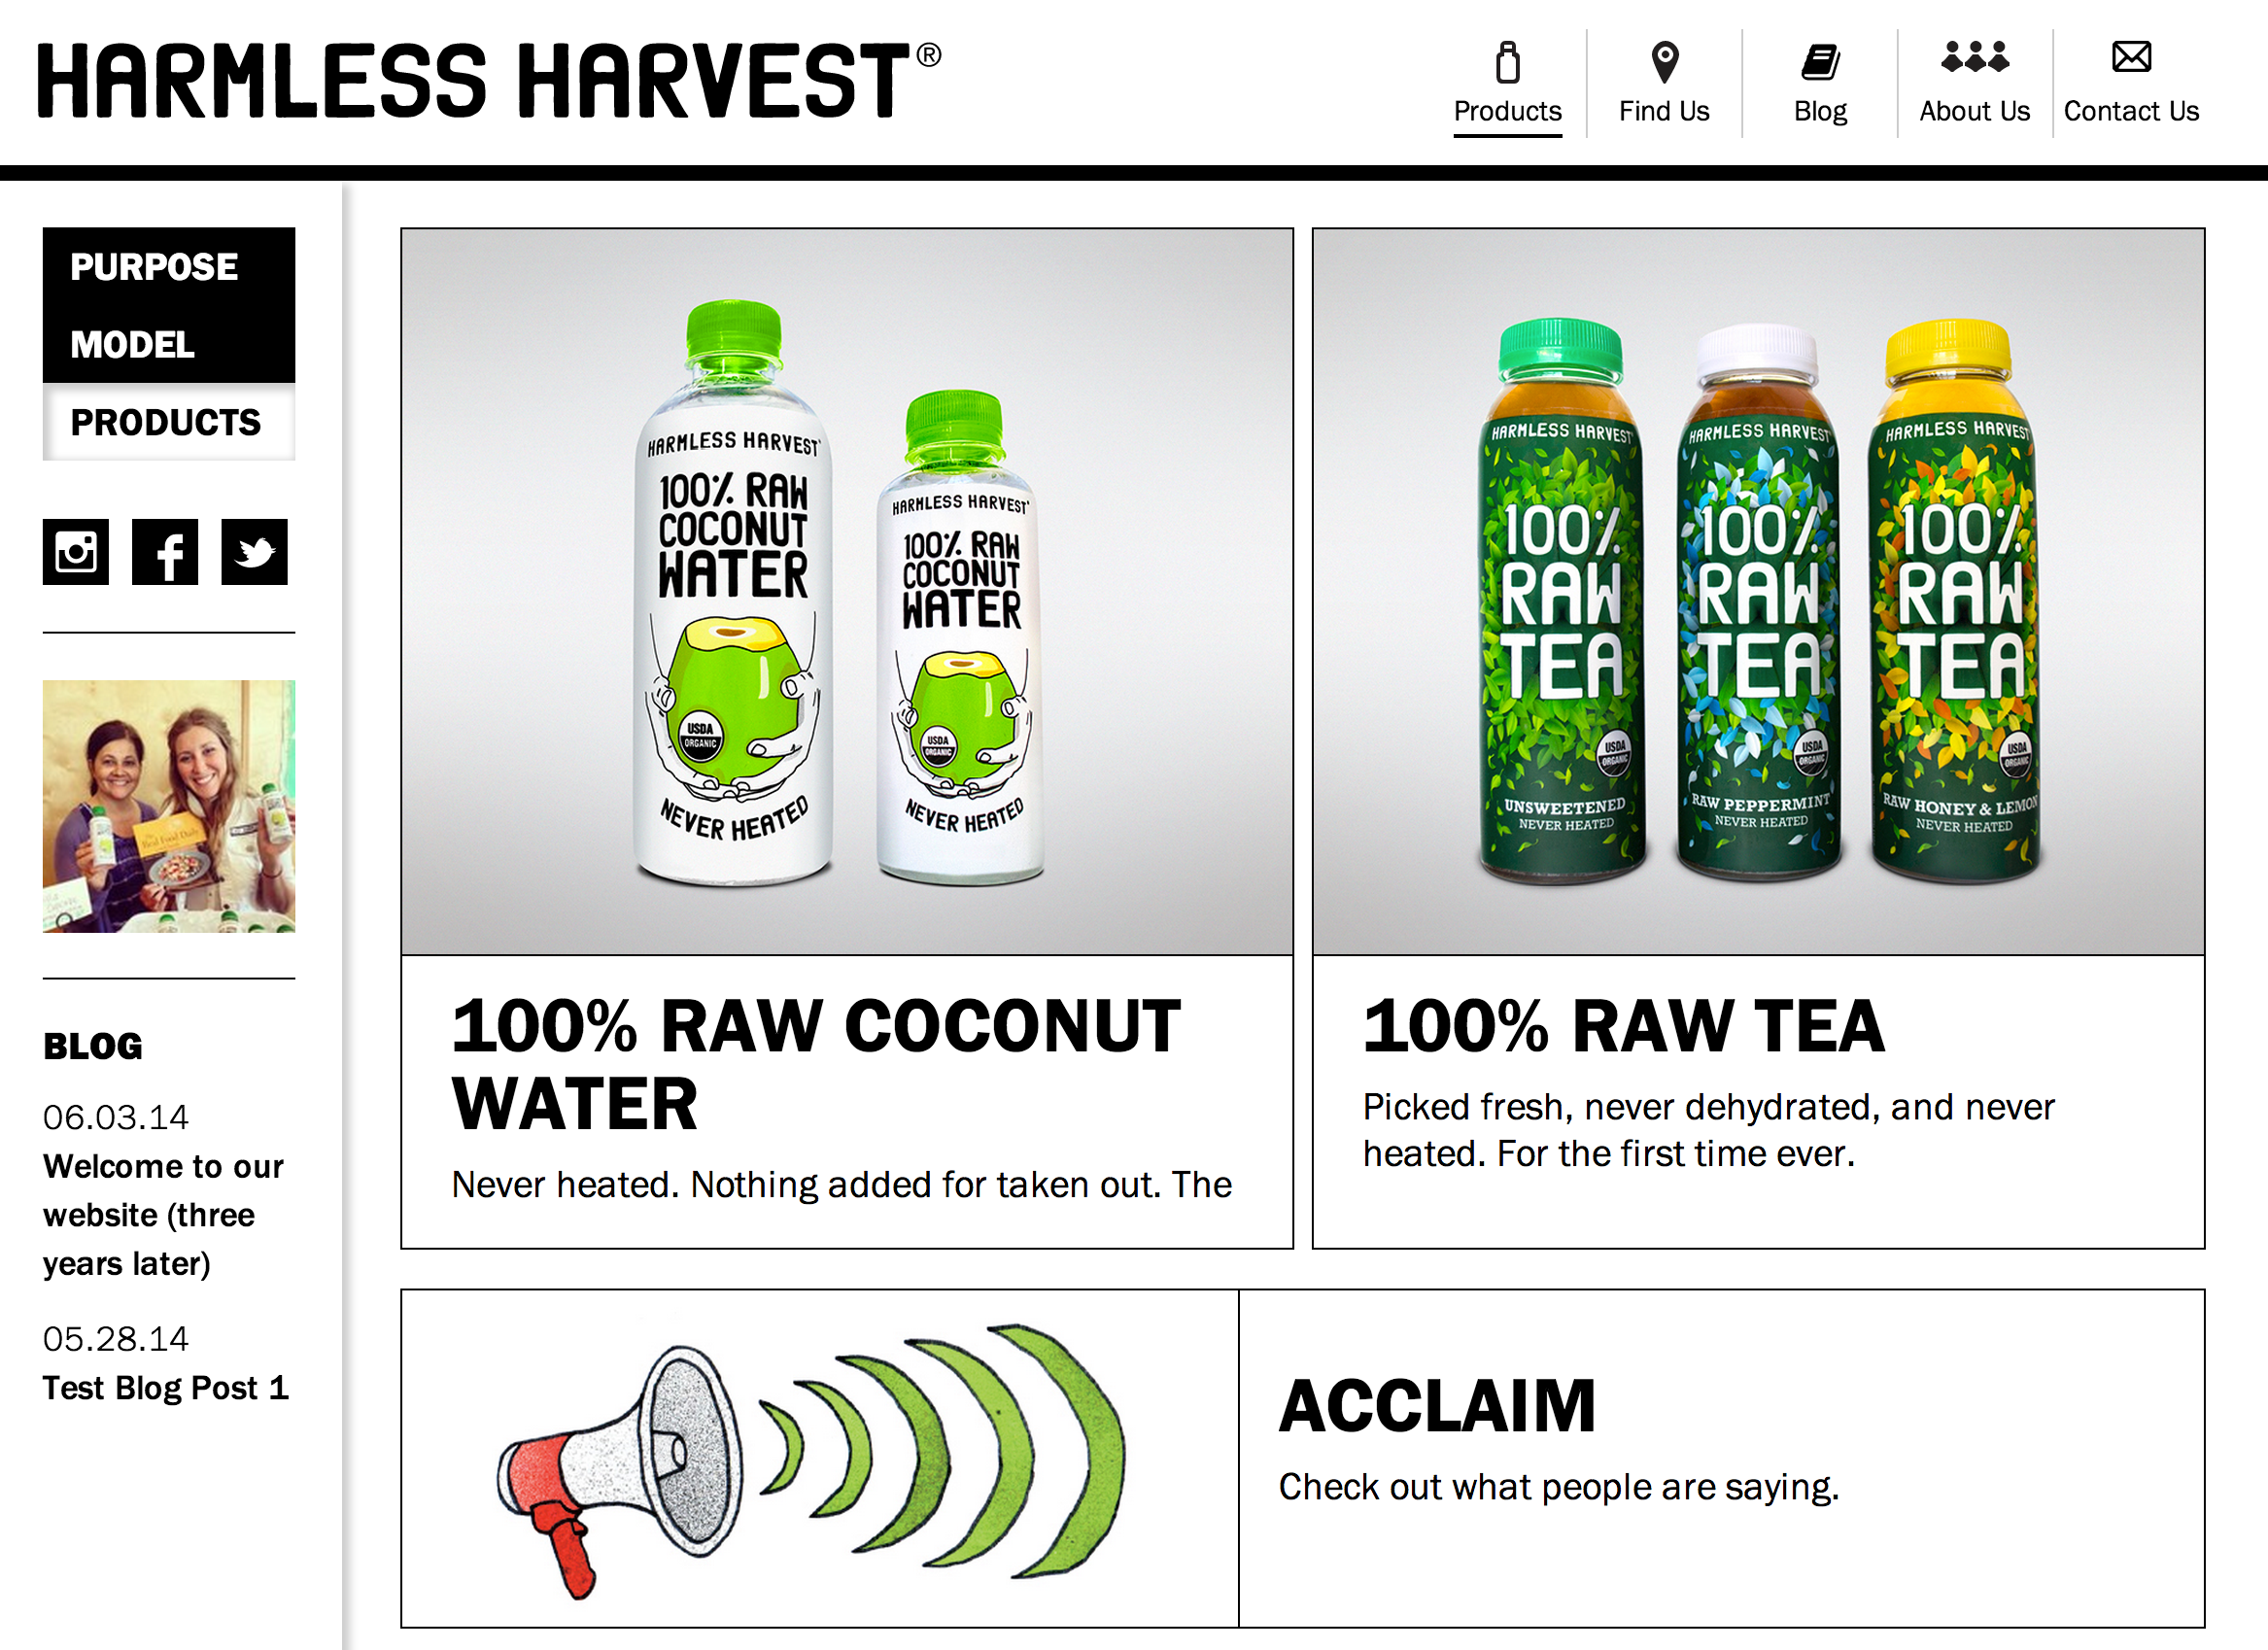 HARMLESS HARVEST®
Products
Find Us
Blog
About Us
Contact Us
PURPOSE
MODEL
PRODUCTS
BLOG
06.03.14
Welcome to our
website (three
years later)
05.28.14
Test Blog Post 1
HARMLESS HARVEST
100% RAW
COCONUT
WATER
USDA
ORGANIC
NEVER HEATED
HARMLESS HARVEST
100% RAW
COCONUT
WATER
USDA
ORGANIC
NEVER HEATED
100% RAW COCONUT
WATER
Never heated. Nothing added for taken out. The
HARMLESS HARVEST
100%
RAW
TEA
USDA
ORGANIC
UNSWEETENED
NEVER HEATED
HARMLESS HARVEST
100%
RAW
TEA
USDA
ORGANIC
RAW PEPPERMINT
NEVER HEATED
HARMLESS HARVEST
100%
RAW
TEA
USDA
ORGANIC
RAW HONEY & LEMON
NEVER HEATED
100% RAW TEA
Picked fresh, never dehydrated, and never
heated. For the first time ever.
ACCLAIM
Check out what people are saying.